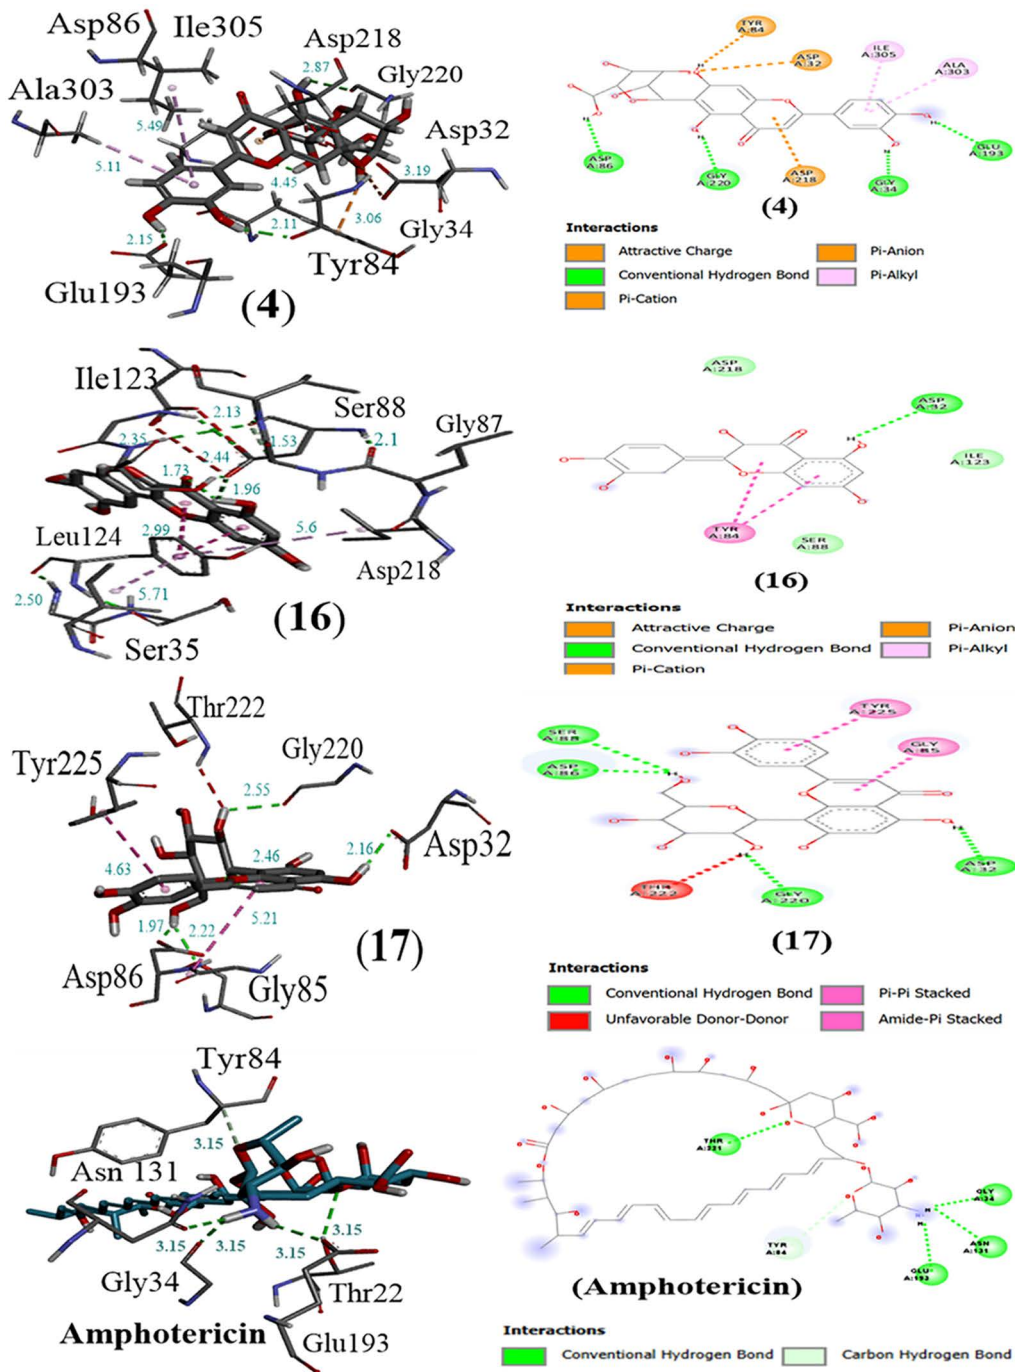 Asp86
Ile305
Asp218
2.87
Gly220
Ala303
5.49
Asp32
5.11
3.19
4.45
3.06
Gly34
2.11
2.15
Tyr84
Glu193
(4)
TYR
A:84
ASP
A:32
ILE
A:305
ALA
A:303
ASP
A:86
GLY
A:220
ASP
A:218
GLY
A:34
GLU
A:193
(4)
Interactions
Attractive Charge
Pi-Anion
Conventional Hydrogen Bond
Pi-Alkyl
Pi-Cation
Ile123
Ser88
2.13
Gly87
2.35
1.53
2.1
2.44
1.73
1.96
Leu124
2.99
5.6
Asp218
2.50
5.71
Ser35
(16)
ASP
A:218
ASP
A:32
ILE
A:123
TYR
A:84
SER
A:88
(16)
Interactions
Attractive Charge
Pi-Anion
Conventional Hydrogen Bond
Pi-Alkyl
Pi-Cation
Thr222
Tyr225
Gly220
2.55
Asp32
2.16
4.63
2.46
1.97
2.22
5.21
(17)
Asp86
Gly85
TYR
A:225
SER
A:88
GLY
A:85
ASP
A:86
THR
A:222
GLY
A:220
ASP
A:32
(17)
Interactions
Conventional Hydrogen Bond
Pi-Pi Stacked
Unfavorable Donor-Donor
Amide-Pi Stacked
Tyr84
3.15
Asn 131
3.15
3.15
3.15
3.15
Gly34
Thr22
Amphotericin
Glu193
THR
A:221
GLY
A:34
TYR
A:84
ASN
A:131
GLU
A:193
(Amphotericin)
Interactions
Conventional Hydrogen Bond
Carbon Hydrogen Bond